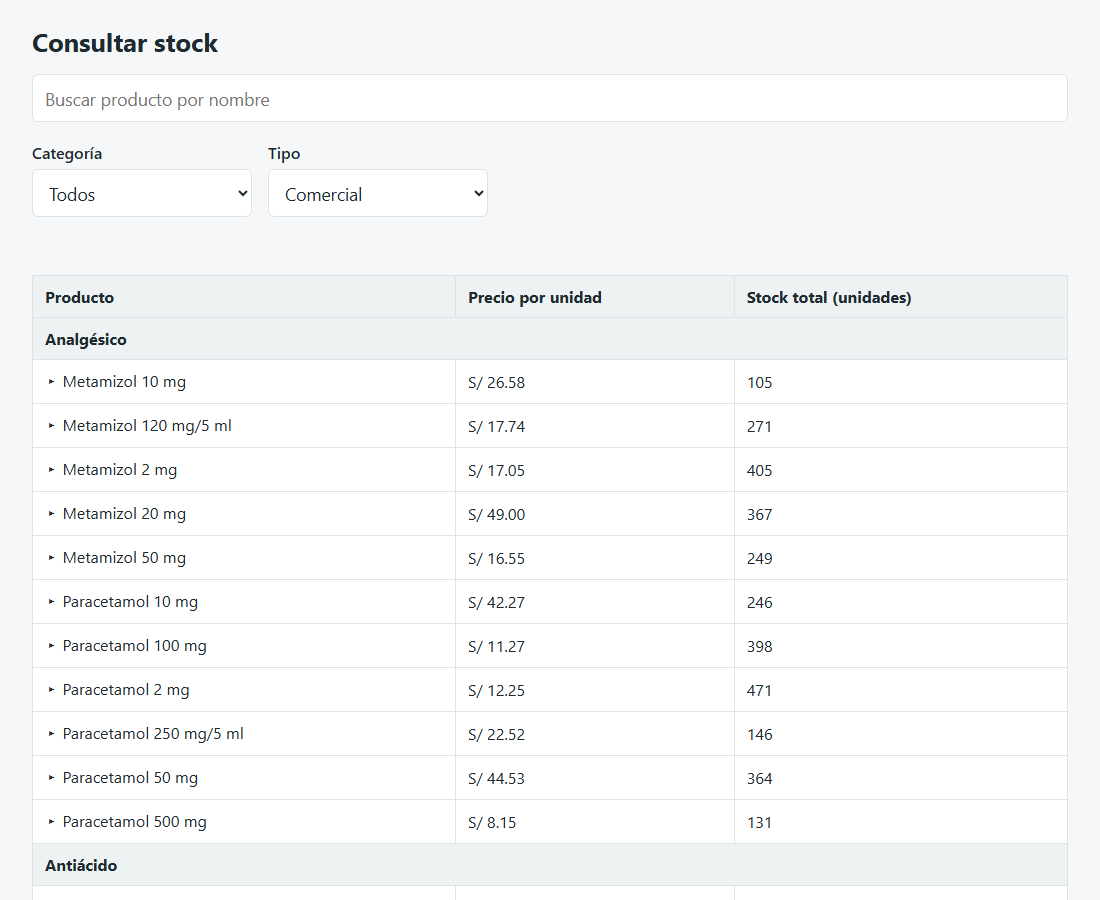 Consultar stock
Buscar producto por nombre
Categoría Tipo
Todos Comercial
Producto Precio por unidad Stock total (unidades)
Analgésico
‣ Metamizol 10 mg S/ 26.58 105
‣ Metamizol 120 mg/5 ml S/ 17.74 271
‣ Metamizol 2 mg S/ 17.05 405
‣ Metamizol 20 mg S/ 49.00 367
‣ Metamizol 50 mg S/ 16.55 249
‣ Paracetamol 10 mg S/ 42.27 246
‣ Paracetamol 100 mg S/ 11.27 398
‣ Paracetamol 2 mg S/ 12.25 471
‣ Paracetamol 250 mg/5 ml S/ 22.52 146
‣ Paracetamol 50 mg S/ 44.53 364
‣ Paracetamol 500 mg S/ 8.15 131
Antiácido